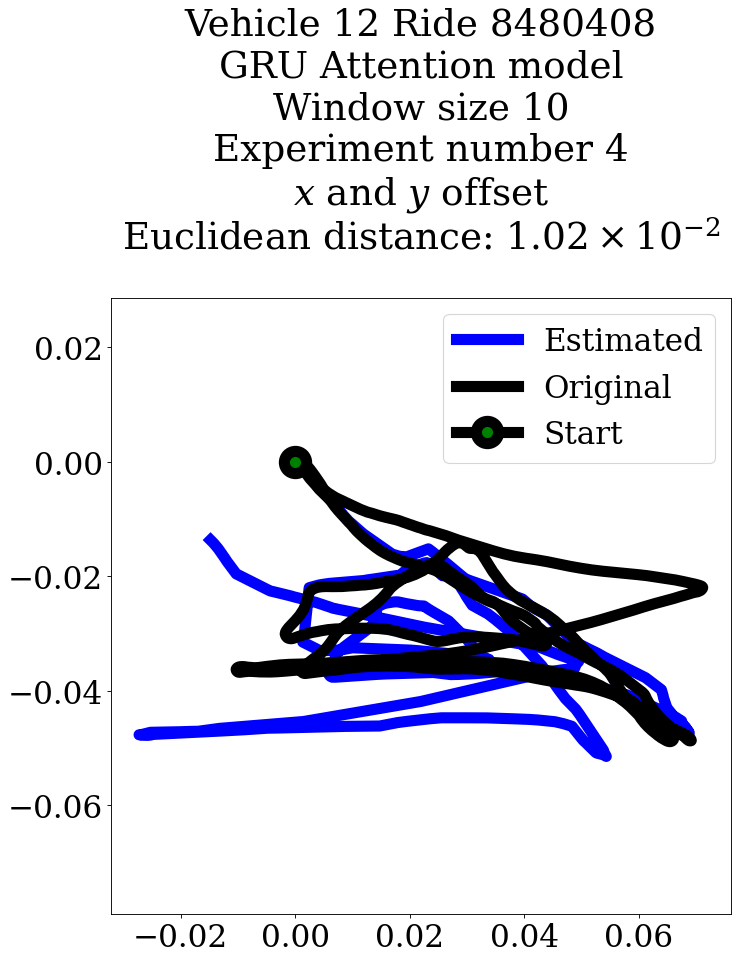 Vehicle 12 Ride 8480408
GRU Attention model
Window size 10
Experiment number 4
x and y offset
Euclidean distance: 1.02 × 10⁻²
Estimated
Original
Start
0.02
0.00
−0.02
−0.04
−0.06
−0.02 0.00 0.02 0.04 0.06